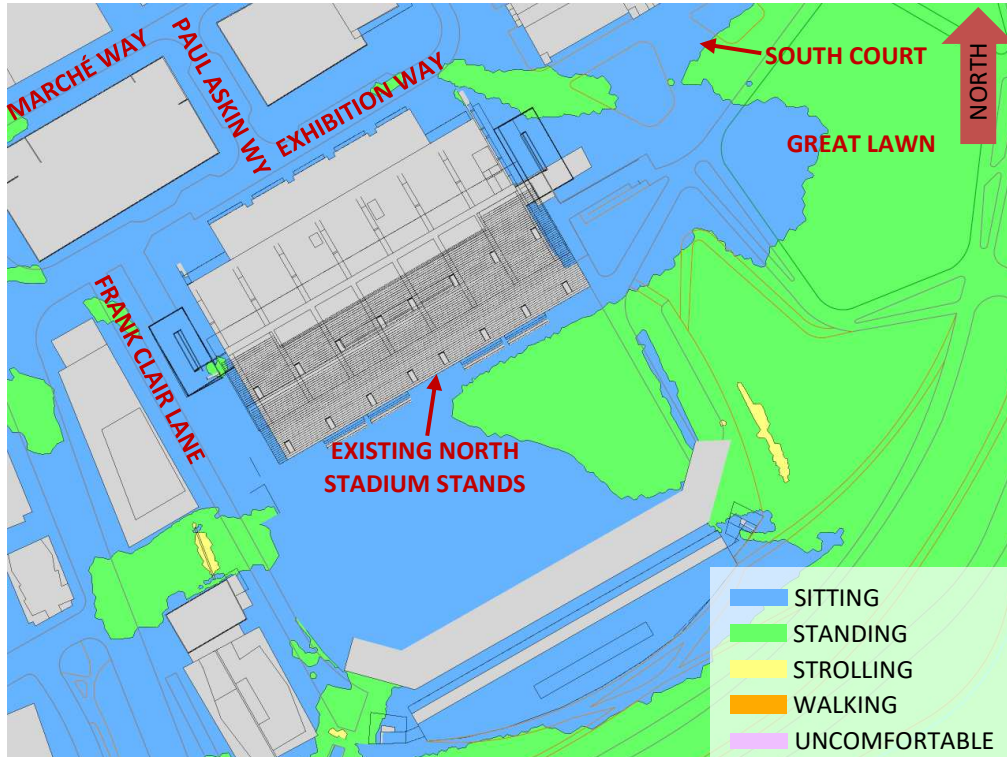 MARCHÉ WAY
PAUL ASKIN WY
EXHIBITION WAY
SOUTH COURT
NORTH
GREAT LAWN
FRANK CLAIR LANE
EXISTING NORTH
STADIUM STANDS
SITTING
STANDING
STROLLING
WALKING
UNCOMFORTABLE